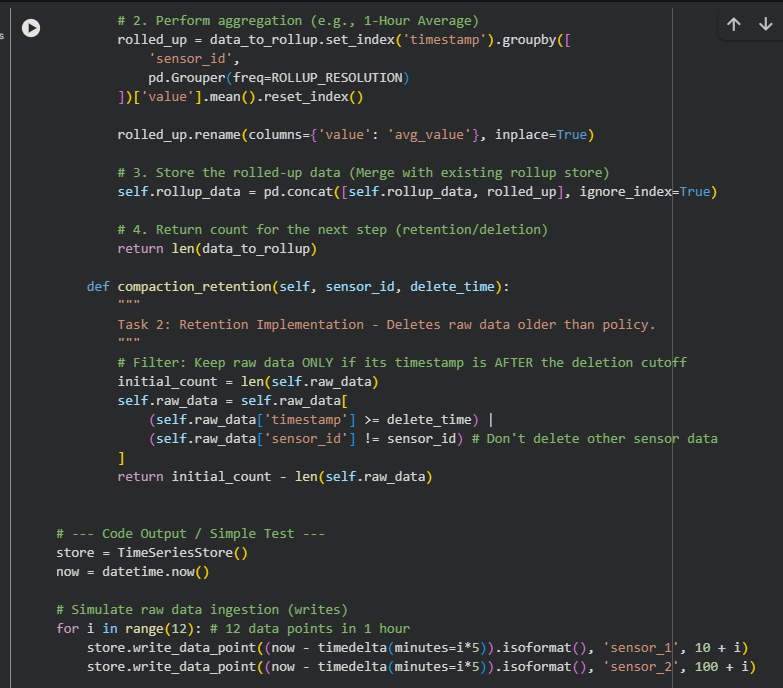 # 2. Perform aggregation (e.g., 1-Hour Average)
rolled_up = data_to_rollup.set_index('timestamp').groupby([
    'sensor_id',
    pd.Grouper(freq=ROLLUP_RESOLUTION)
])['value'].mean().reset_index()

rolled_up.rename(columns={'value': 'avg_value'}, inplace=True)

# 3. Store the rolled-up data (Merge with existing rollup store)
self.rollup_data = pd.concat([self.rollup_data, rolled_up], ignore_index=True)

# 4. Return count for the next step (retention/deletion)
return len(data_to_rollup)

def compaction_retention(self, sensor_id, delete_time):
"""
Task 2: Retention Implementation - Deletes raw data older than policy.
"""
# Filter: Keep raw data ONLY if its timestamp is AFTER the deletion cutoff
initial_count = len(self.raw_data)
self.raw_data = self.raw_data[
    (self.raw_data['timestamp'] >= delete_time) |
    (self.raw_data['sensor_id'] != sensor_id) # Don't delete other sensor data
]
return initial_count - len(self.raw_data)

# --- Code Output / Simple Test ---
store = TimeSeriesStore()
now = datetime.now()

# Simulate raw data ingestion (writes)
for i in range(12): # 12 data points in 1 hour
    store.write_data_point((now - timedelta(minutes=i*5)).isoformat(), 'sensor_1', 10 + i)
    store.write_data_point((now - timedelta(minutes=i*5)).isoformat(), 'sensor_2', 100 + i)